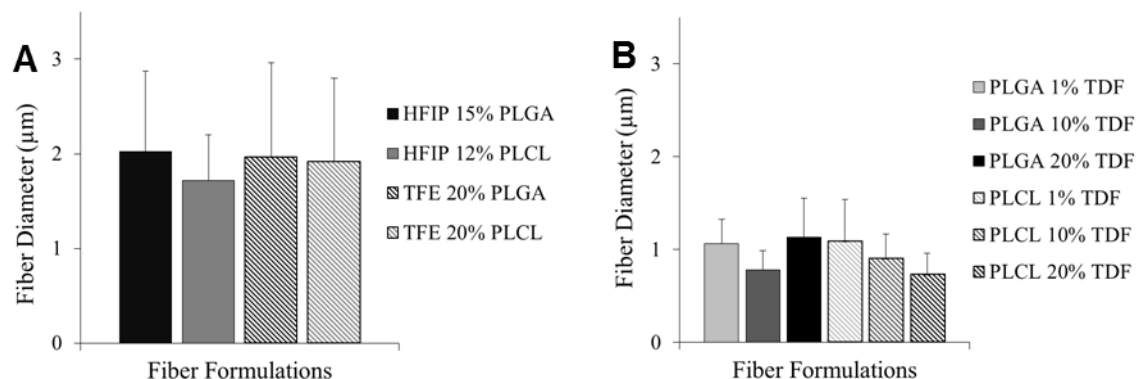 A
Fiber Diameter (µm)
3
2
1
0
Fiber Formulations
HFIP 15% PLGA
HFIP 12% PLCL
TFE 20% PLGA
TFE 20% PLCL
B
Fiber Diameter (µm)
3
2
1
0
Fiber Formulations
PLGA 1% TDF
PLGA 10% TDF
PLGA 20% TDF
PLCL 1% TDF
PLCL 10% TDF
PLCL 20% TDF